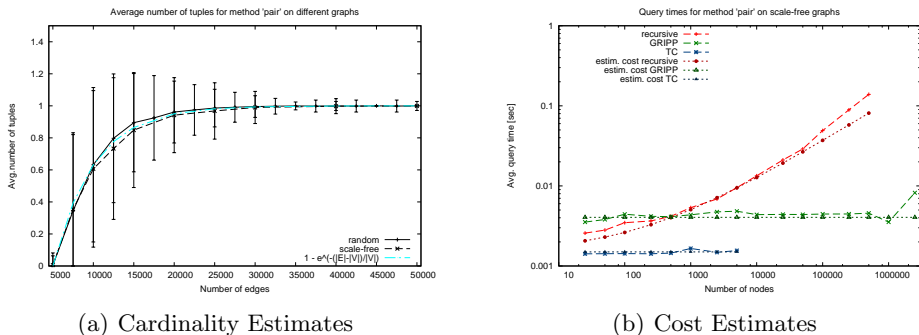 Average number of tuples for method 'pair' on different graphs
Avg.number of tuples
1.4
1.2
1
0.8
0.6
0.4
0.2
0
random
scale-free
1 - e^(-(|E|-|V|)/|V|)
5000 10000 15000 20000 25000 30000 35000 40000 45000 50000
Number of edges
(a) Cardinality Estimates
Query times for method 'pair' on scale-free graphs
Avg. query time [sec]
1
0.1
0.01
0.001
recursive
GRIPP
TC
estim. cost recursive
estim. cost GRIPP
estim. cost TC
10 100 1000 10000 100000 1000000
Number of nodes
(b) Cost Estimates